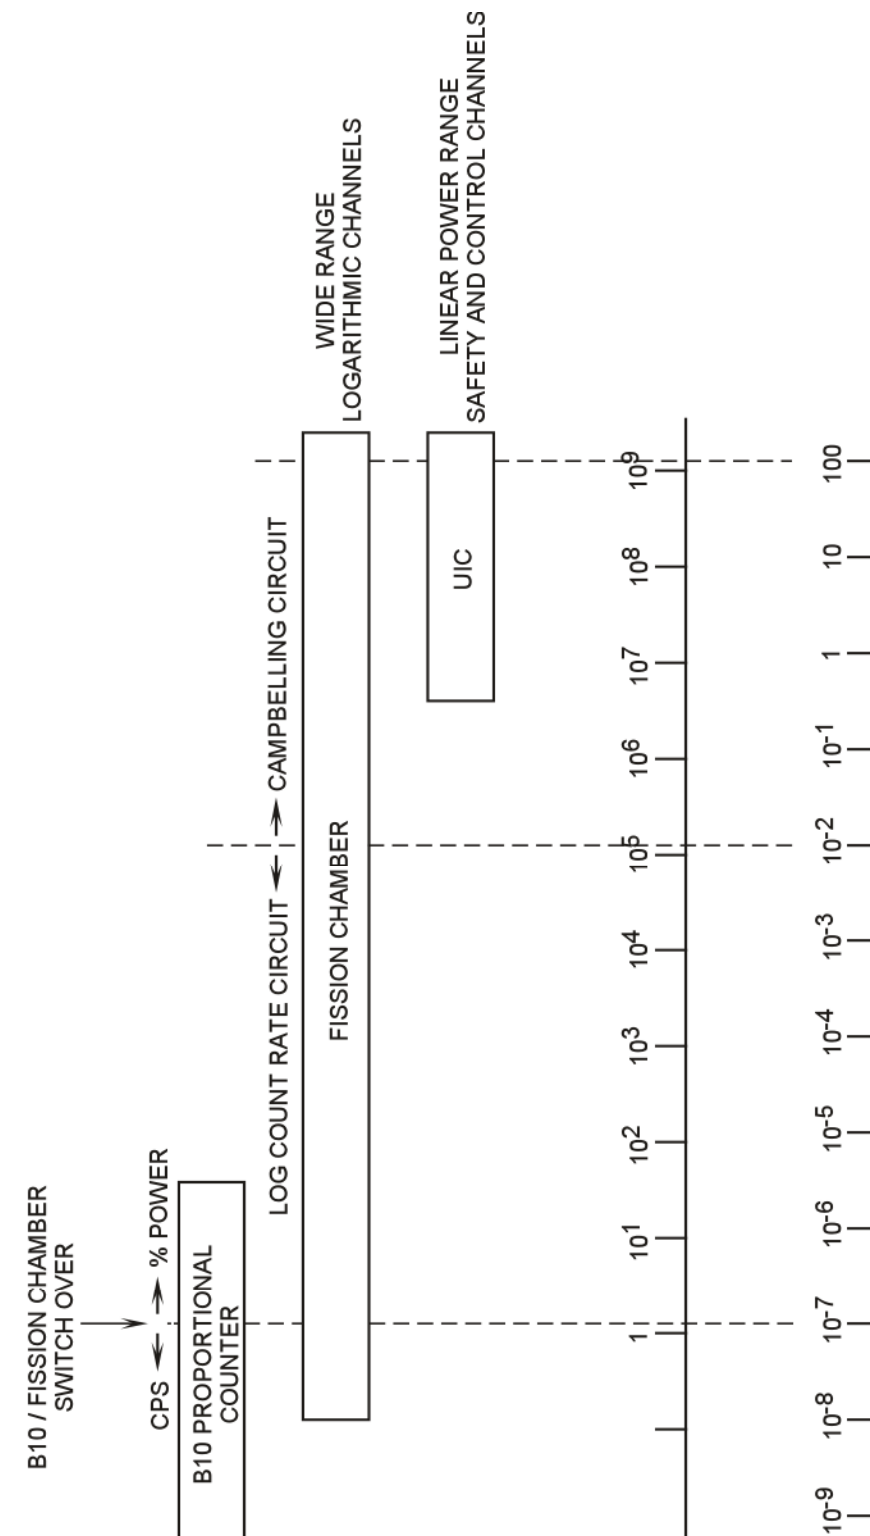 B10 / FISSION CHAMBER
SWITCH OVER
CPS
% POWER
B10 PROPORTIONAL
COUNTER
LOG COUNT RATE CIRCUIT
CAMPBELLING CIRCUIT
FISSION CHAMBER
WIDE RANGE
LOGARITHMIC CHANNELS
UIC
LINEAR POWER RANGE
SAFETY AND CONTROL CHANNELS
1
10¹
10²
10³
10⁴
10⁵
10⁶
10⁷
10⁸
10⁹
10⁻⁹
10⁻⁸
10⁻⁷
10⁻⁶
10⁻⁵
10⁻⁴
10⁻³
10⁻²
10⁻¹
1
10
100